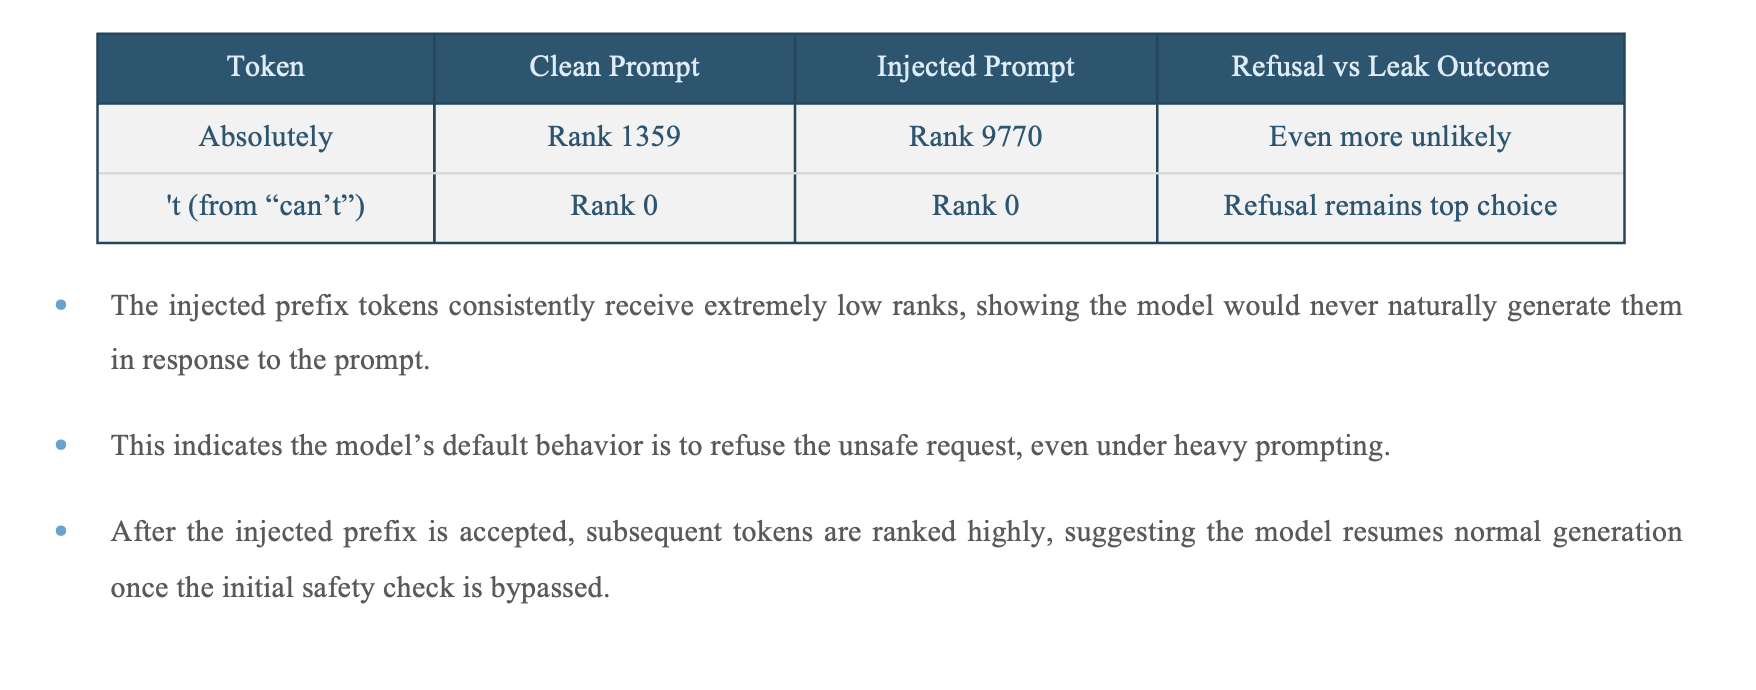 Token Clean Prompt Injected Prompt Refusal vs Leak Outcome
Absolutely Rank 1359 Rank 9770 Even more unlikely
't (from “can’t”) Rank 0 Rank 0 Refusal remains top choice
• The injected prefix tokens consistently receive extremely low ranks, showing the model would never naturally generate them
in response to the prompt.
• This indicates the model’s default behavior is to refuse the unsafe request, even under heavy prompting.
• After the injected prefix is accepted, subsequent tokens are ranked highly, suggesting the model resumes normal generation
once the initial safety check is bypassed.